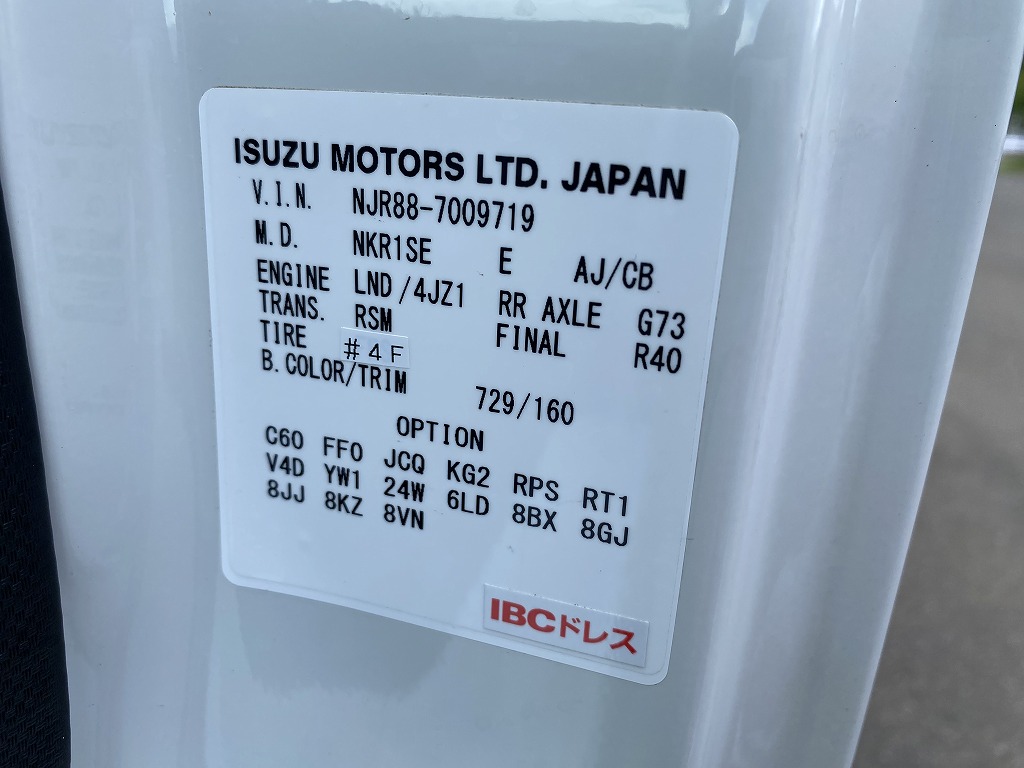 ISUZU MOTORS LTD. JAPAN
V.I.N. NJR88-7009719
M.D. NKR1SE E AJ/CB
ENGINE LND/4JZ1 RR AXLE G73
TRANS. RSM FINAL R40
TIRE #4F
B.COLOR/TRIM 729/160
OPTION
C60 FF0 JCQ KG2 RPS RT1
V4D YW1 24W 6LD 8BX 8GJ
8JJ 8KZ 8VN
IBCドレス